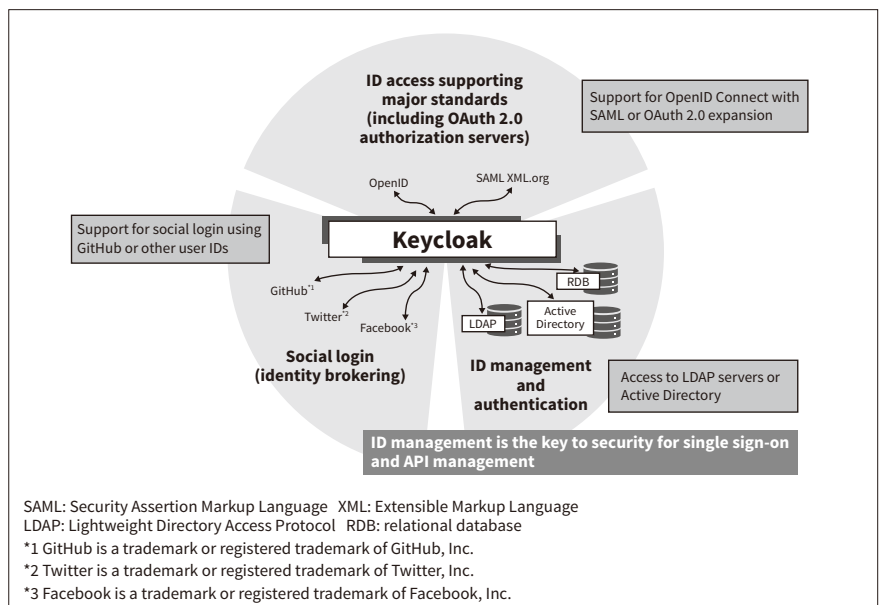 ID access supporting
major standards
(including OAuth 2.0
authorization servers)
Support for OpenID Connect with
SAML or OAuth 2.0 expansion
OpenID
SAML XML.org
Support for social login using
GitHub or other user IDs
Keycloak
GitHub*1
Twitter*2
Facebook*3
RDB
LDAP
Active
Directory
Social login
(identity brokering)
ID management
and
authentication
Access to LDAP servers or
Active Directory
ID management is the key to security for single sign-on
and API management
SAML: Security Assertion Markup Language XML: Extensible Markup Language
LDAP: Lightweight Directory Access Protocol RDB: relational database
*1 GitHub is a trademark or registered trademark of GitHub, Inc.
*2 Twitter is a trademark or registered trademark of Twitter, Inc.
*3 Facebook is a trademark or registered trademark of Facebook, Inc.